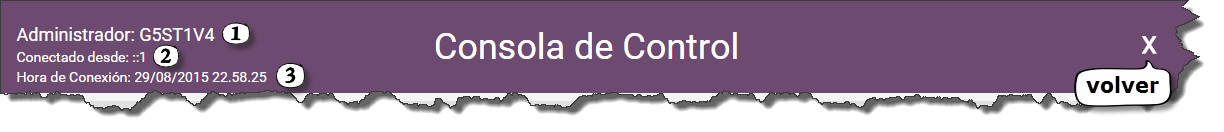 Administrador: G5ST1V4 1
Conectado desde: ::1 2
Hora de Conexión: 29/08/2015 22.58.25 3
Consola de Control
X
volver